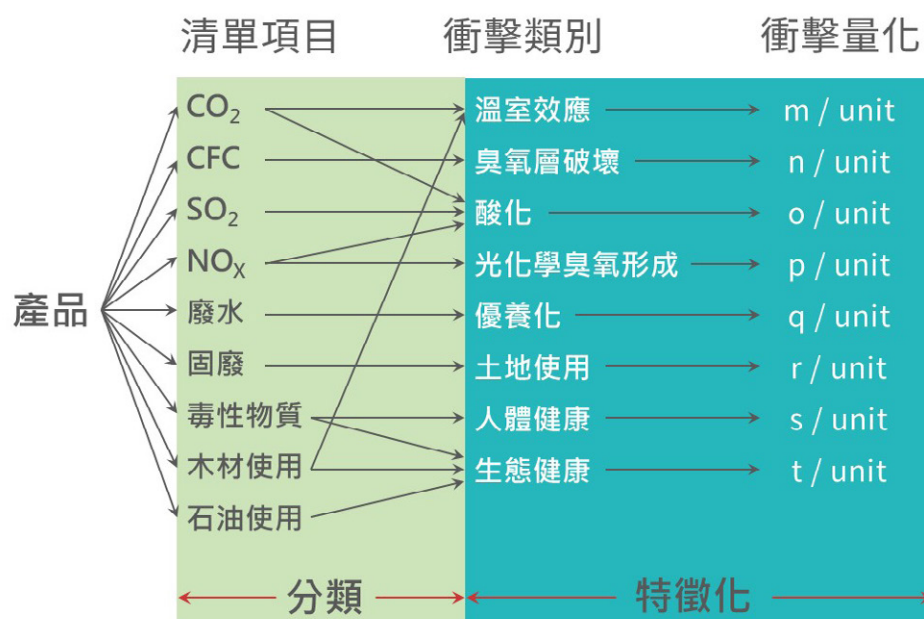 清單項目 衝擊類別 衝擊量化
產品
CO₂ 溫室效應 m / unit
CFC 臭氧層破壞 n / unit
SO₂ 酸化 o / unit
NOX 光化學臭氧形成 p / unit
廢水 優養化 q / unit
固廢 土地使用 r / unit
毒性物質 人體健康 s / unit
木材使用 生態健康 t / unit
石油使用
分類 特徵化